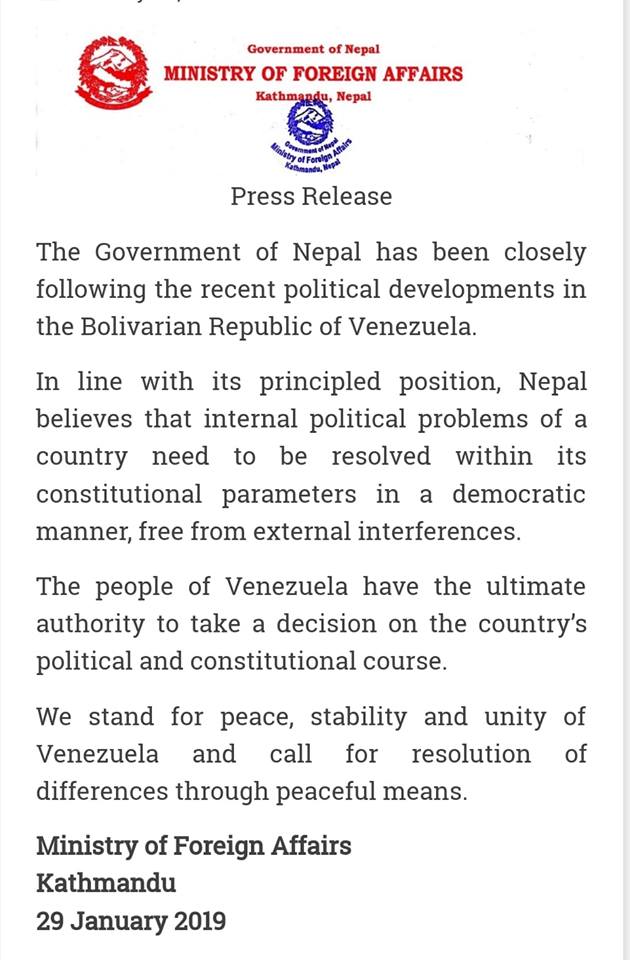 Government of Nepal
MINISTRY OF FOREIGN AFFAIRS
Kathmandu, Nepal
Government of Nepal
Ministry of Foreign Affairs
Kathmandu, Nepal
Press Release
The Government of Nepal has been closely
following the recent political developments in
the Bolivarian Republic of Venezuela.
In line with its principled position, Nepal
believes that internal political problems of a
country need to be resolved within its
constitutional parameters in a democratic
manner, free from external interferences.
The people of Venezuela have the ultimate
authority to take a decision on the country’s
political and constitutional course.
We stand for peace, stability and unity of
Venezuela and call for resolution of
differences through peaceful means.
Ministry of Foreign Affairs
Kathmandu
29 January 2019